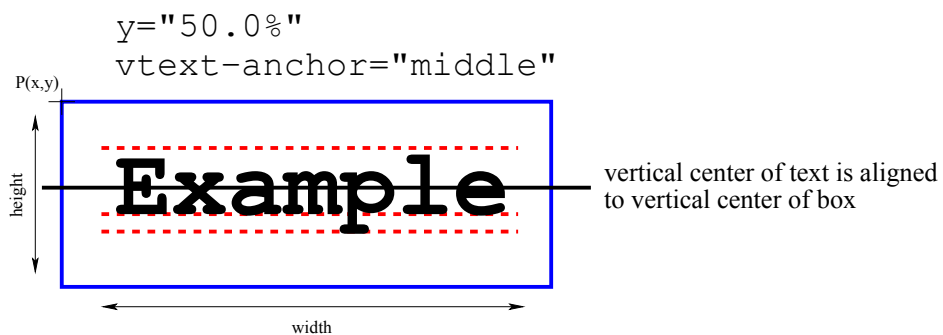 y="50.0%"
vtext-anchor="middle"
P(x,y)
Example
height
vertical center of text is aligned
to vertical center of box
width